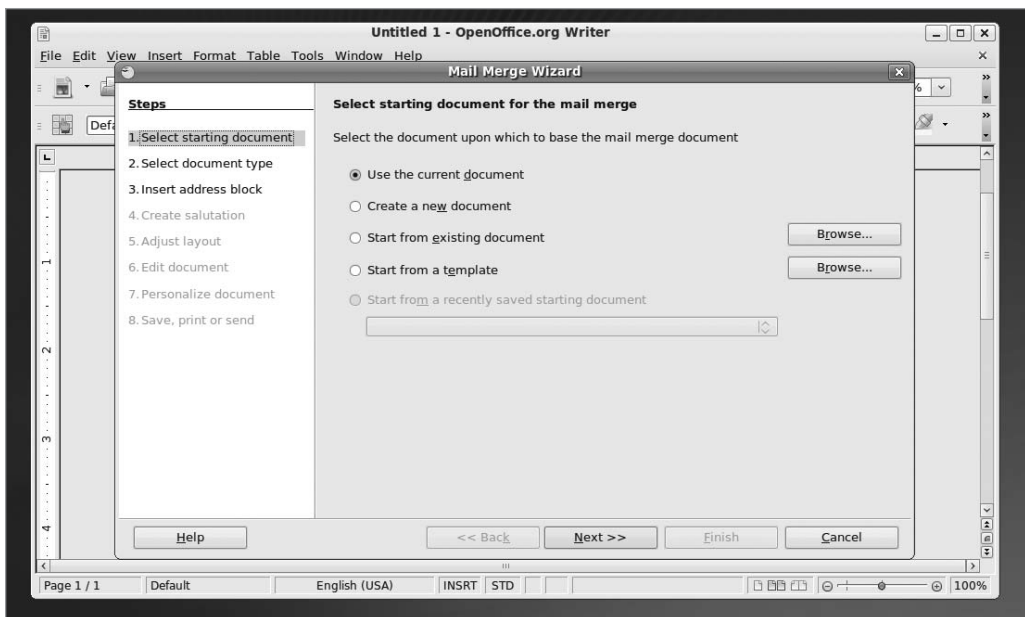 Untitled 1 - OpenOffice.org Writer
File Edit View Insert Format Table Tools Window Help
Mail Merge Wizard
Steps
1. Select starting document
2. Select document type
3. Insert address block
4. Create salutation
5. Adjust layout
6. Edit document
7. Personalize document
8. Save, print or send
Select starting document for the mail merge
Select the document upon which to base the mail merge document
Use the current document
Create a new document
Start from existing document
Browse...
Start from a template
Browse...
Start from a recently saved starting document
Help
<< Back
Next >>
Finish
Cancel
Defa
%
1
2
3
4
Page 1 / 1
Default
English (USA)
INSRT
STD
100%